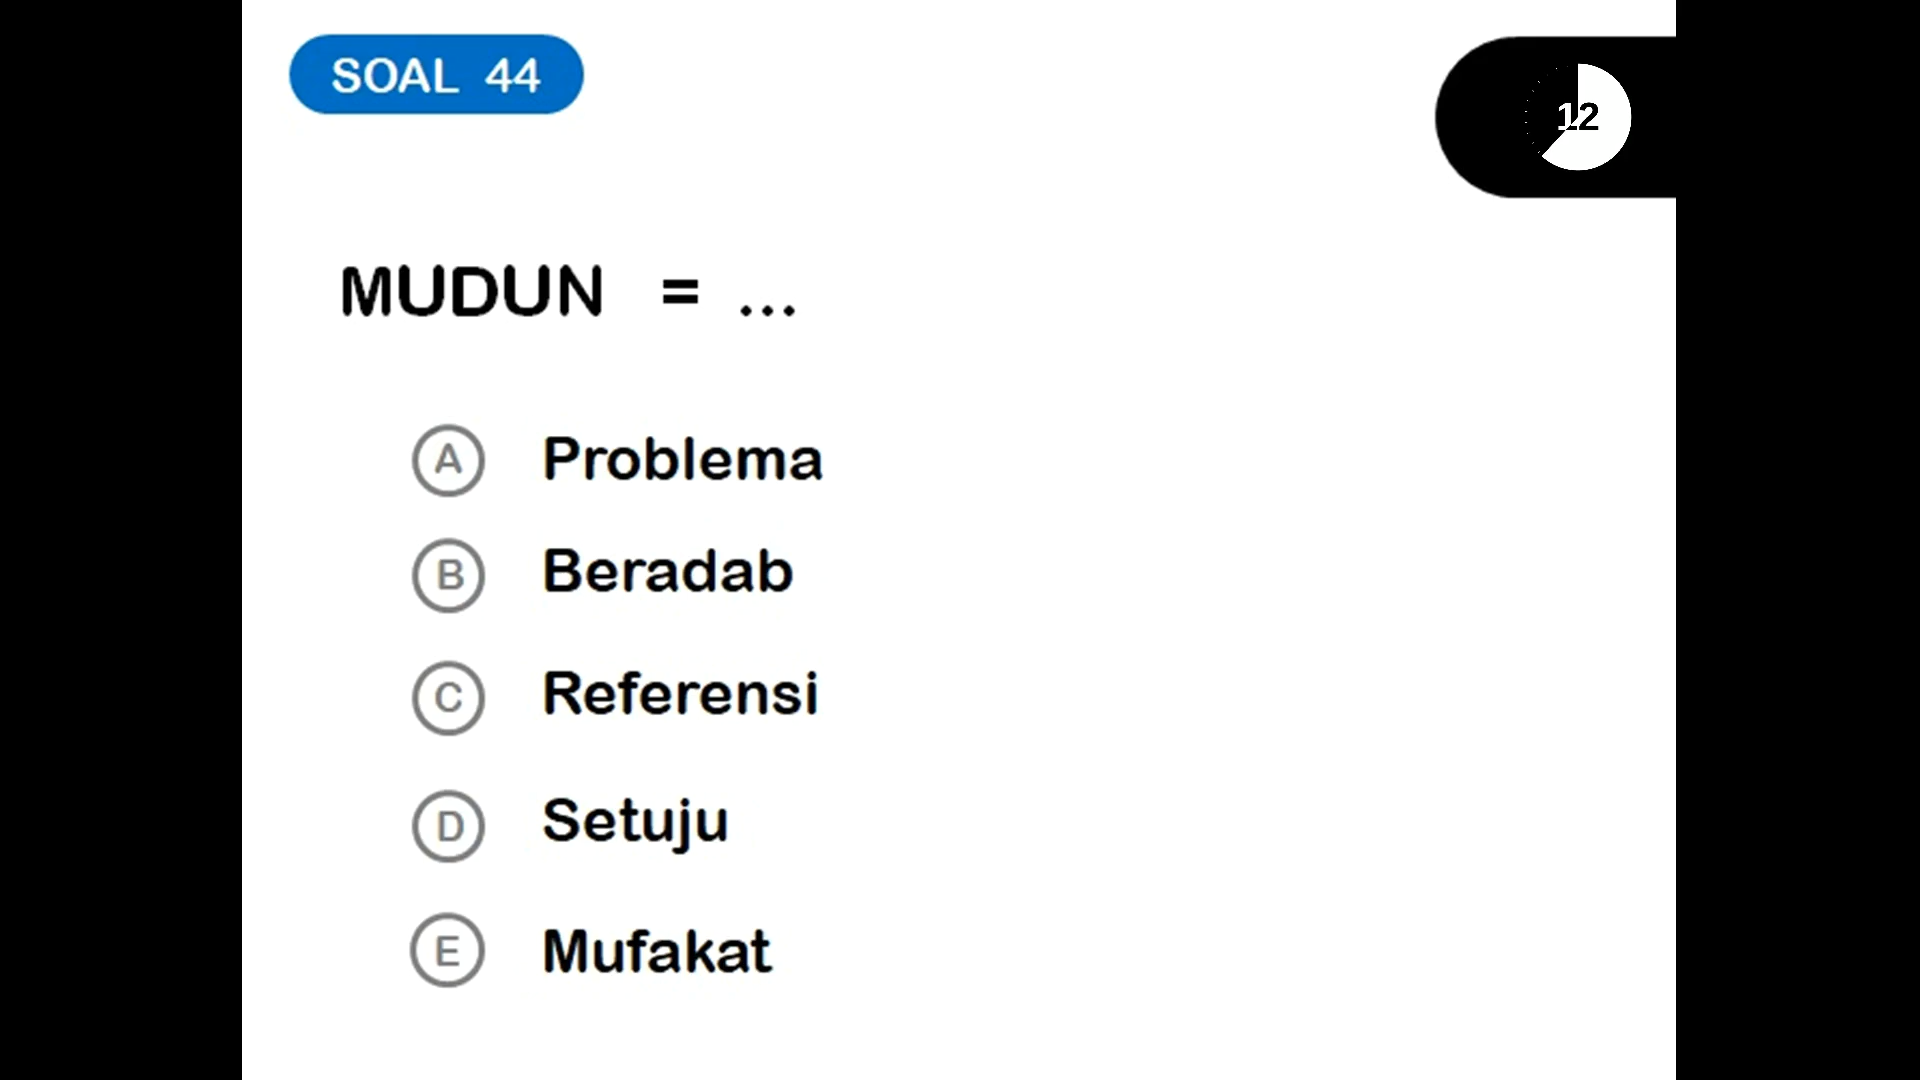 SOAL 44
12
MUDUN = ...
A Problema
B Beradab
C Referensi
D Setuju
E Mufakat